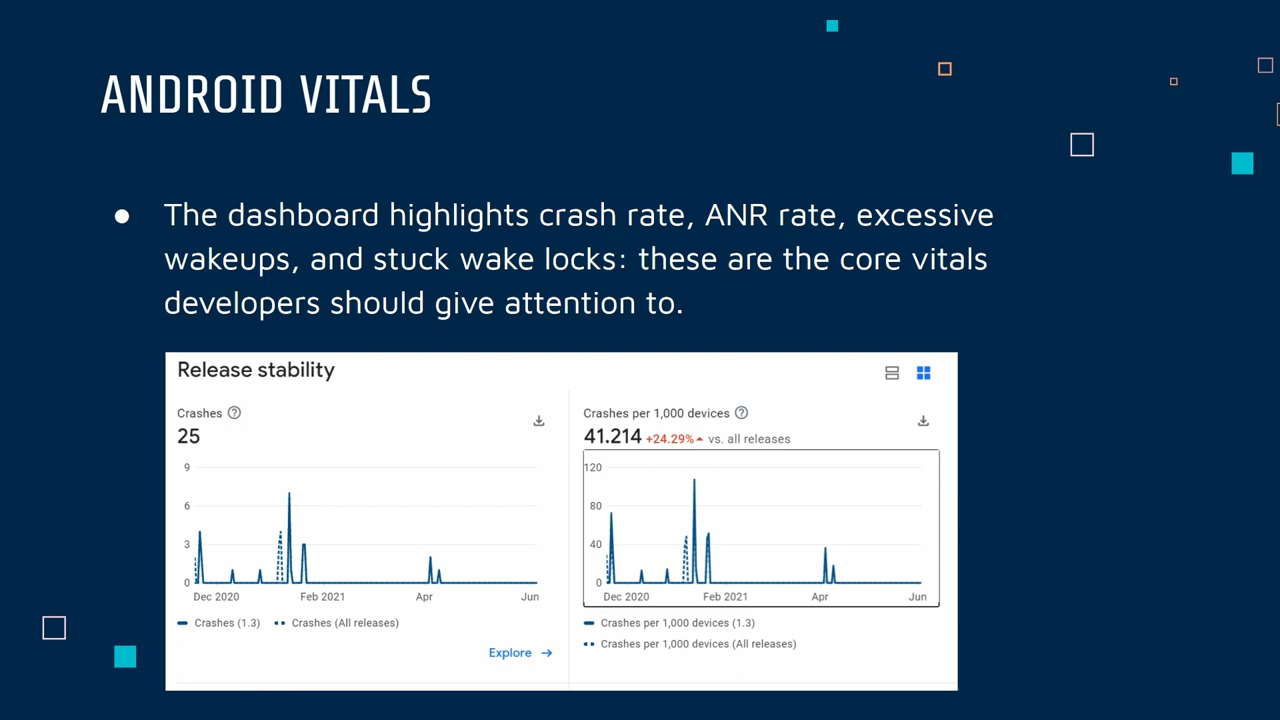 ANDROID VITALS
● The dashboard highlights crash rate, ANR rate, excessive
wakeups, and stuck wake locks: these are the core vitals
developers should give attention to.
Release stability
Crashes
25
9
6
3
0
Dec 2020 Feb 2021 Apr Jun
Crashes (1.3) Crashes (All releases)
Explore →
Crashes per 1,000 devices
41.214 +24.29% vs. all releases
120
80
40
0
Dec 2020 Feb 2021 Apr Jun
Crashes per 1,000 devices (1.3)
Crashes per 1,000 devices (All releases)